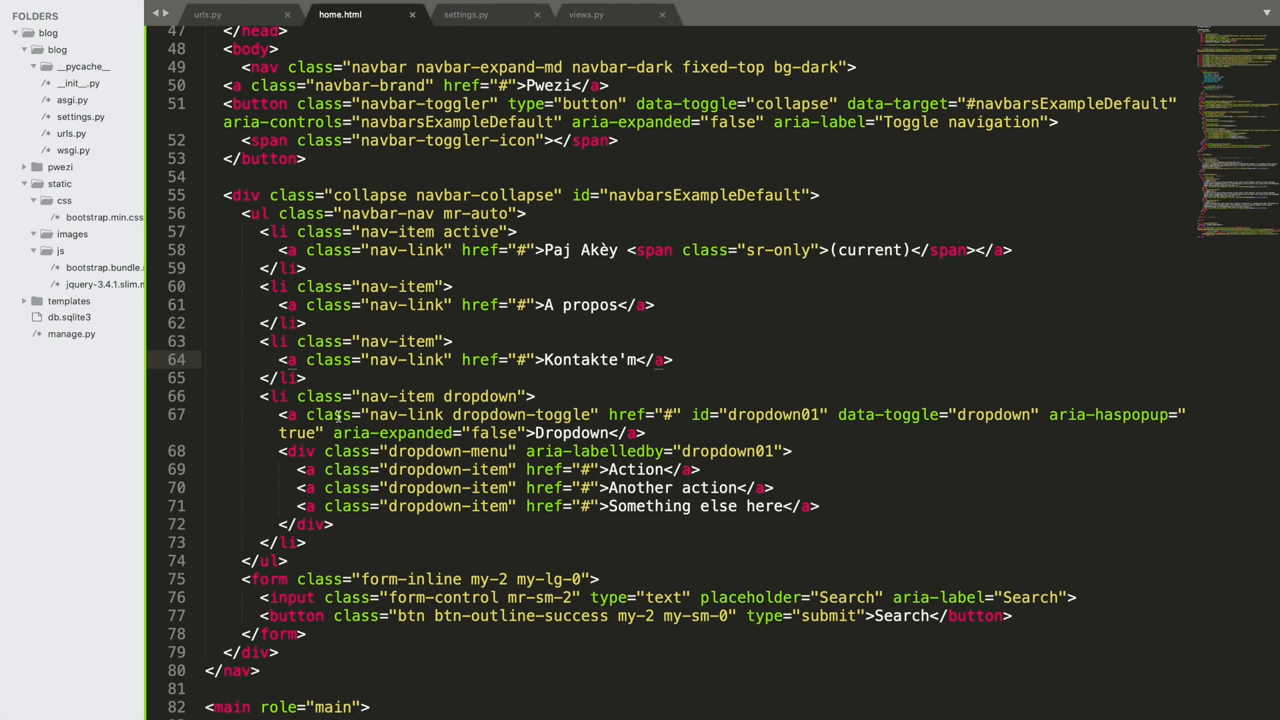 FOLDERS
blog
blog
__pycache__
__init__.py
asgi.py
settings.py
urls.py
wsgi.py
pwezi
static
css
bootstrap.min.css
images
js
bootstrap.bundle.
jquery-3.4.1.slim.m
templates
db.sqlite3
manage.py
urls.py
home.html
settings.py
views.py
47 </head>
48 <body>
49 <nav class="navbar navbar-expand-md navbar-dark fixed-top bg-dark">
50 <a class="navbar-brand" href="#">Pwezi</a>
51 <button class="navbar-toggler" type="button" data-toggle="collapse" data-target="#navbarsExampleDefault"
aria-controls="navbarsExampleDefault" aria-expanded="false" aria-label="Toggle navigation">
52 <span class="navbar-toggler-icon"></span>
53 </button>
54
55 <div class="collapse navbar-collapse" id="navbarsExampleDefault">
56 <ul class="navbar-nav mr-auto">
57 <li class="nav-item active">
58 <a class="nav-link" href="#">Paj Akèy <span class="sr-only">(current)</span></a>
59 </li>
60 <li class="nav-item">
61 <a class="nav-link" href="#">A propos</a>
62 </li>
63 <li class="nav-item">
64 <a class="nav-link" href="#">Kontakte'm</a>
65 </li>
66 <li class="nav-item dropdown">
67 <a class="nav-link dropdown-toggle" href="#" id="dropdown01" data-toggle="dropdown" aria-haspopup="
true" aria-expanded="false">Dropdown</a>
68 <div class="dropdown-menu" aria-labelledby="dropdown01">
69 <a class="dropdown-item" href="#">Action</a>
70 <a class="dropdown-item" href="#">Another action</a>
71 <a class="dropdown-item" href="#">Something else here</a>
72 </div>
73 </li>
74 </ul>
75 <form class="form-inline my-2 my-lg-0">
76 <input class="form-control mr-sm-2" type="text" placeholder="Search" aria-label="Search">
77 <button class="btn btn-outline-success my-2 my-sm-0" type="submit">Search</button>
78 </form>
79 </div>
80 </nav>
81
82 <main role="main">